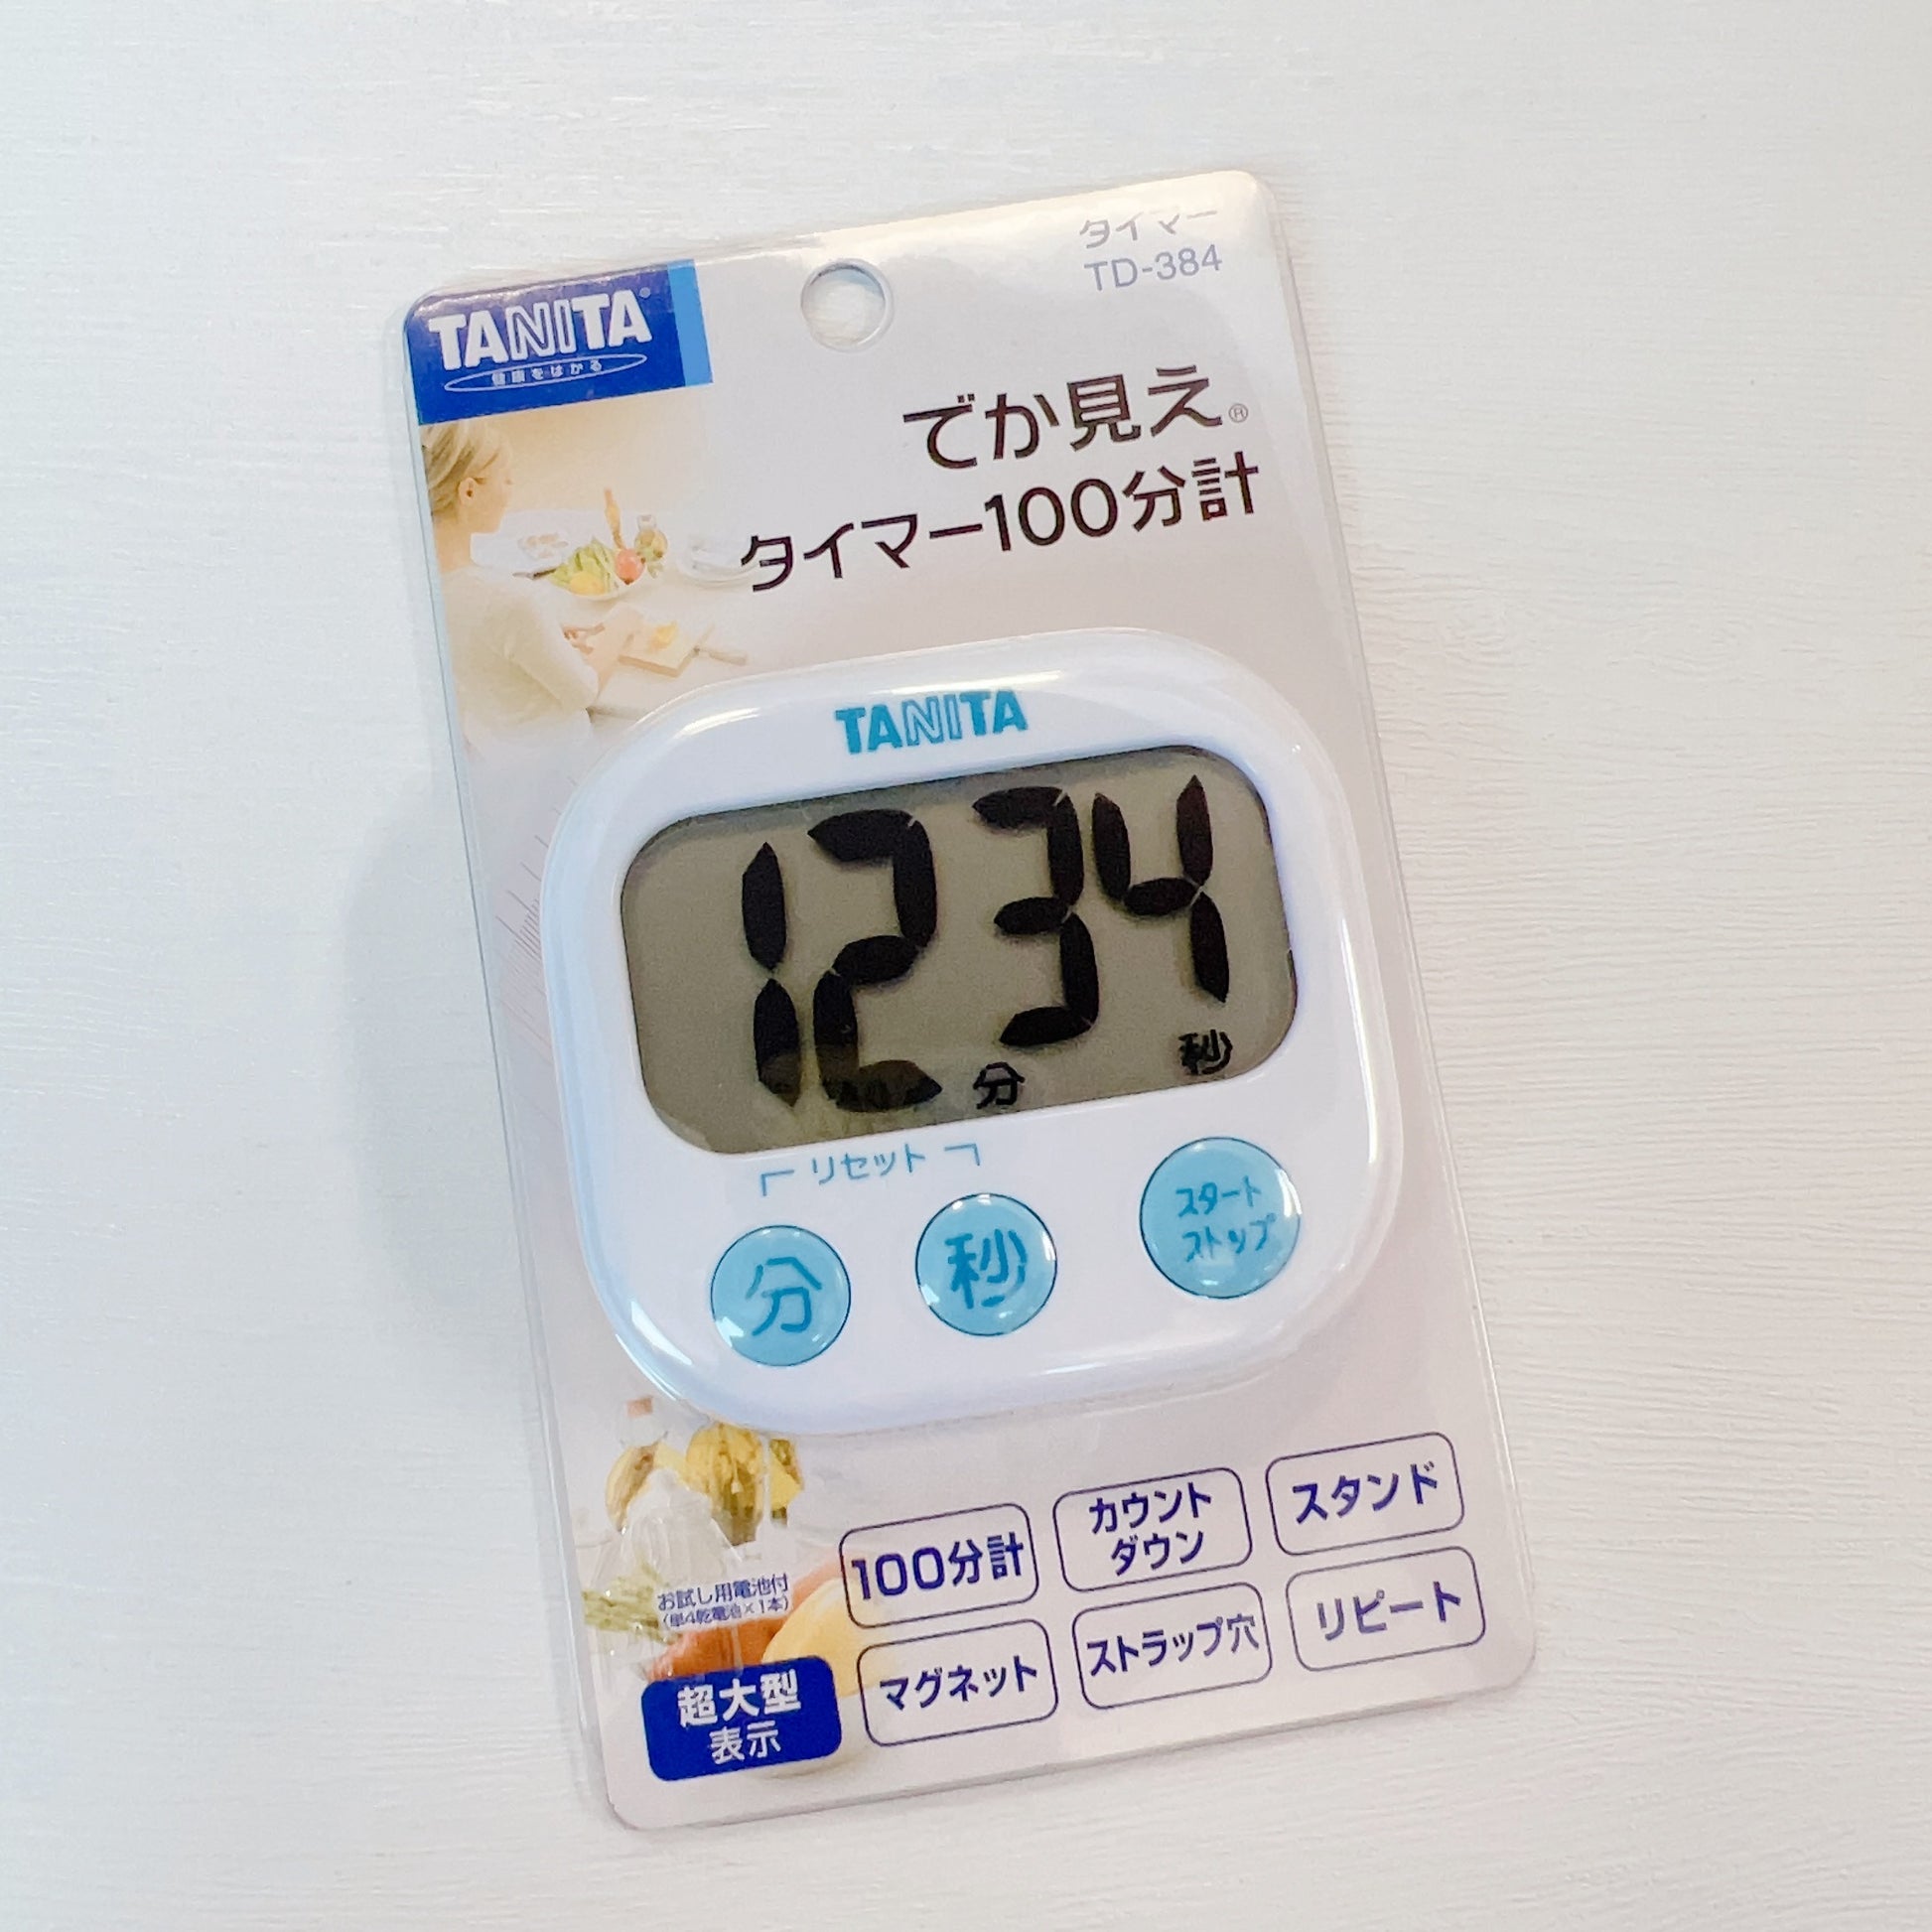 TANITA
健康をはかる
タイマー
TD-384
でか見え®
タイマー100分計
TANITA
12 34
分 秒
リセット
分
秒
スタート
ストップ
100分計
カウント
ダウン
スタンド
お試し用電池付
(単4乾電池×1本)
超大型
表示
マグネット
ストラップ穴
リピート